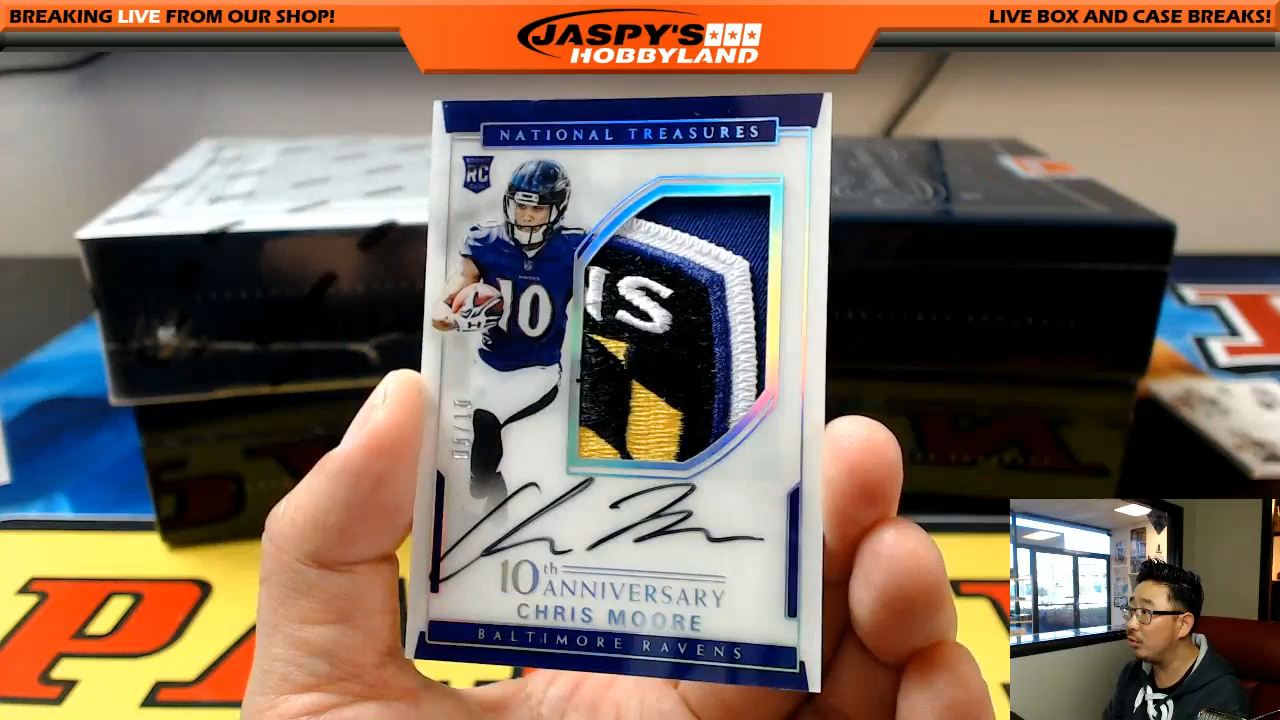 BREAKING LIVE FROM OUR SHOP!
JASPY'S
HOBBYLAND
LIVE BOX AND CASE BREAKS!
NATIONAL TREASURES
RC
10
IS
10th
ANNIVERSARY
CHRIS MOORE
BALTIMORE RAVENS